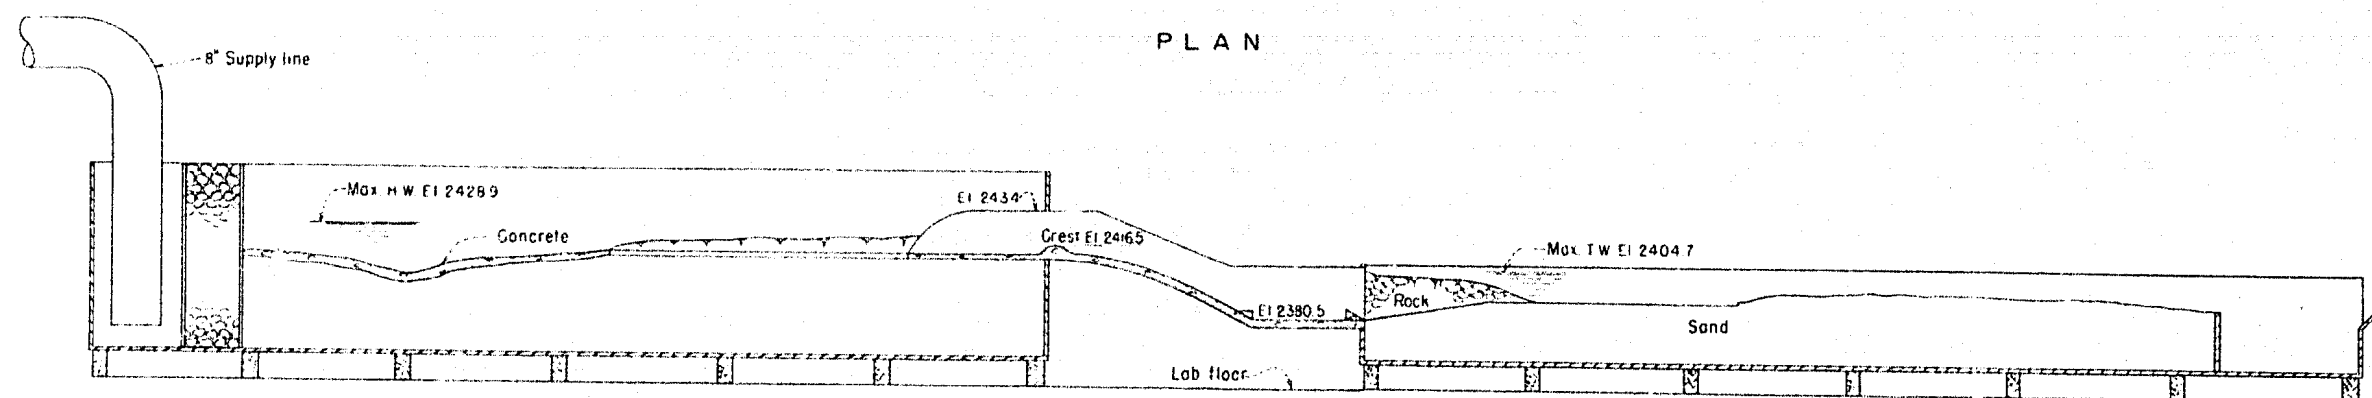 PLAN
8" Supply line
Max. H W El 2428.9
El 2434
Concrete
Crest El 2416.5
Max. T W El 2404.7
Rock
El 2380.5
Sand
Lab floor